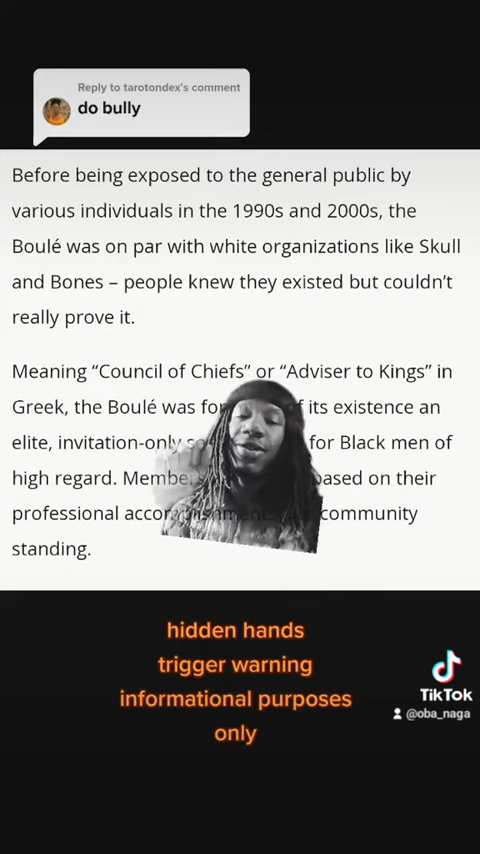 Reply to tarotondex's comment
do bully
Before being exposed to the general public by
various individuals in the 1990s and 2000s, the
Boulé was on par with white organizations like Skull
and Bones – people knew they existed but couldn't
really prove it.
Meaning “Council of Chiefs” or “Adviser to Kings” in
Greek, the Boulé was for of its existence an
elite, invitation-only for Black men of
high regard. based on their
professional community
standing.
hidden hands
trigger warning
informational purposes
only
TikTok
@oba_naga